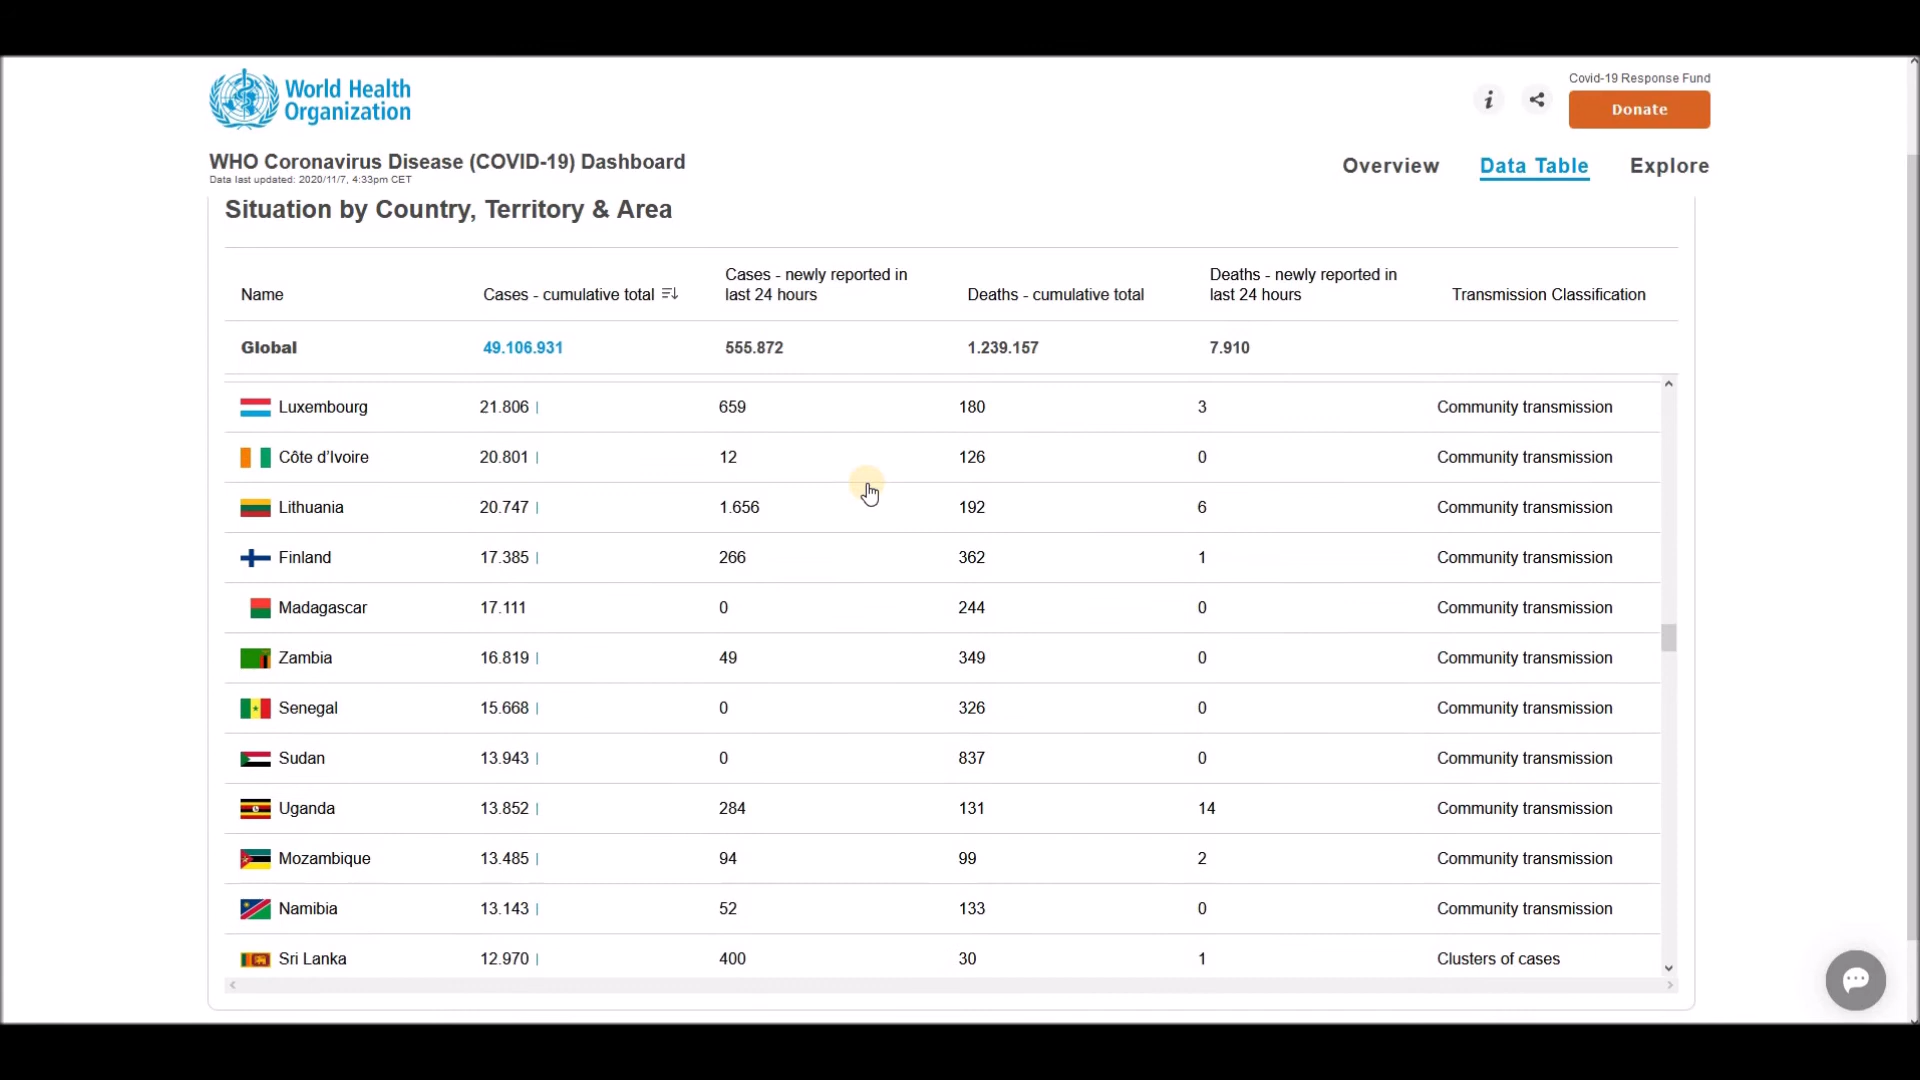 World Health
Organization
Covid-19 Response Fund
Donate
WHO Coronavirus Disease (COVID-19) Dashboard
Data last updated: 2020/11/7, 4:33pm CET
Overview Data Table Explore
Situation by Country, Territory & Area
Name Cases - cumulative total Cases - newly reported in last 24 hours Deaths - cumulative total Deaths - newly reported in last 24 hours Transmission Classification
Global 49.106.931 555.872 1.239.157 7.910
Luxembourg 21.806 659 180 3 Community transmission
Côte d’Ivoire 20.801 12 126 0 Community transmission
Lithuania 20.747 1.656 192 6 Community transmission
Finland 17.385 266 362 1 Community transmission
Madagascar 17.111 0 244 0 Community transmission
Zambia 16.819 49 349 0 Community transmission
Senegal 15.668 0 326 0 Community transmission
Sudan 13.943 0 837 0 Community transmission
Uganda 13.852 284 131 14 Community transmission
Mozambique 13.485 94 99 2 Community transmission
Namibia 13.143 52 133 0 Community transmission
Sri Lanka 12.970 400 30 1 Clusters of cases